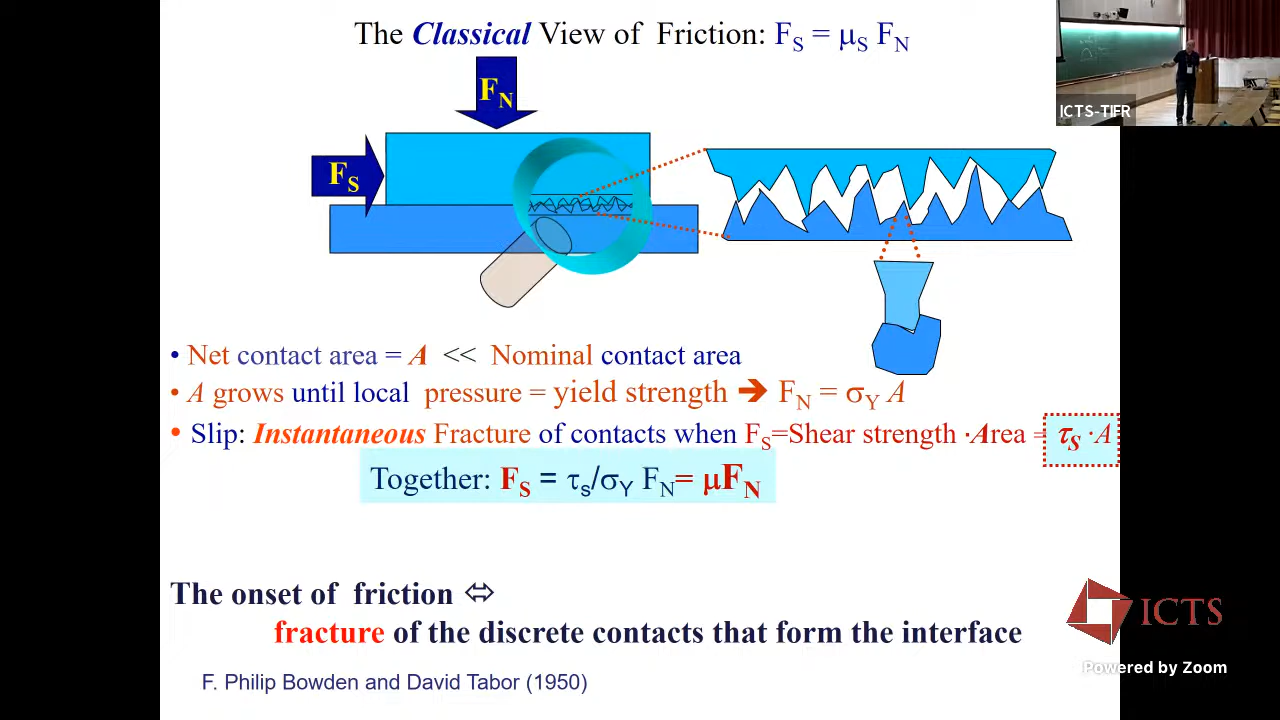 The Classical View of Friction: FS = μS FN
FN
FS
ICTS-TIFR
• Net contact area = A << Nominal contact area
• A grows until local pressure = yield strength ➔ FN = σY A
• Slip: Instantaneous Fracture of contacts when FS=Shear strength ·Area = τS ·A
Together: FS = τs/σY FN= μFN
The onset of friction ⇔
fracture of the discrete contacts that form the interface
F. Philip Bowden and David Tabor (1950)
ICTS
Powered by Zoom